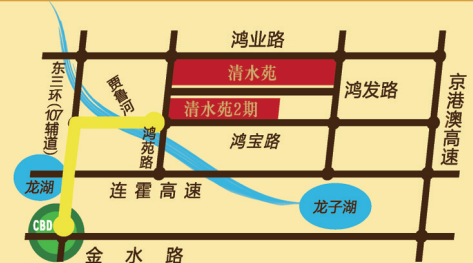 鸿业路
东三环(107辅道)
贾鲁河
清水苑
鸿发路
京港澳高速
清水苑2期
鸿苑路
鸿宝路
龙湖
连霍高速
龙子湖
CBD
金水路